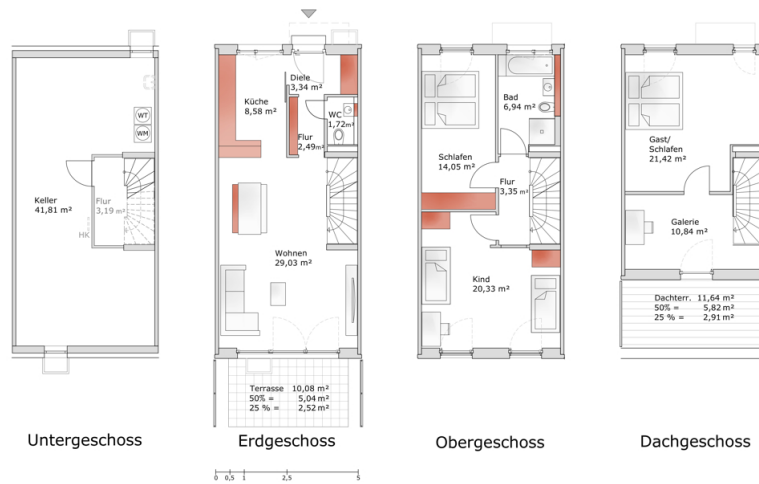 WT
WM
Keller
41,81 m²
Flur
3,19 m²
HK
Untergeschoss
Diele
3,34 m²
Küche
8,58 m²
WC
1,72m²
Flur
2,49m²
Wohnen
29,03 m²
Terrasse 10,08 m²
50% = 5,04 m²
25 % = 2,52 m²
Erdgeschoss
0 0,5 1 2,5 5
Bad
6,94 m²
Schlafen
14,05 m²
Flur
3,35 m²
Kind
20,33 m²
Obergeschoss
Gast/
Schlafen
21,42 m²
Galerie
10,84 m²
Dachterr. 11,64 m²
50% = 5,82 m²
25 % = 2,91 m²
Dachgeschoss